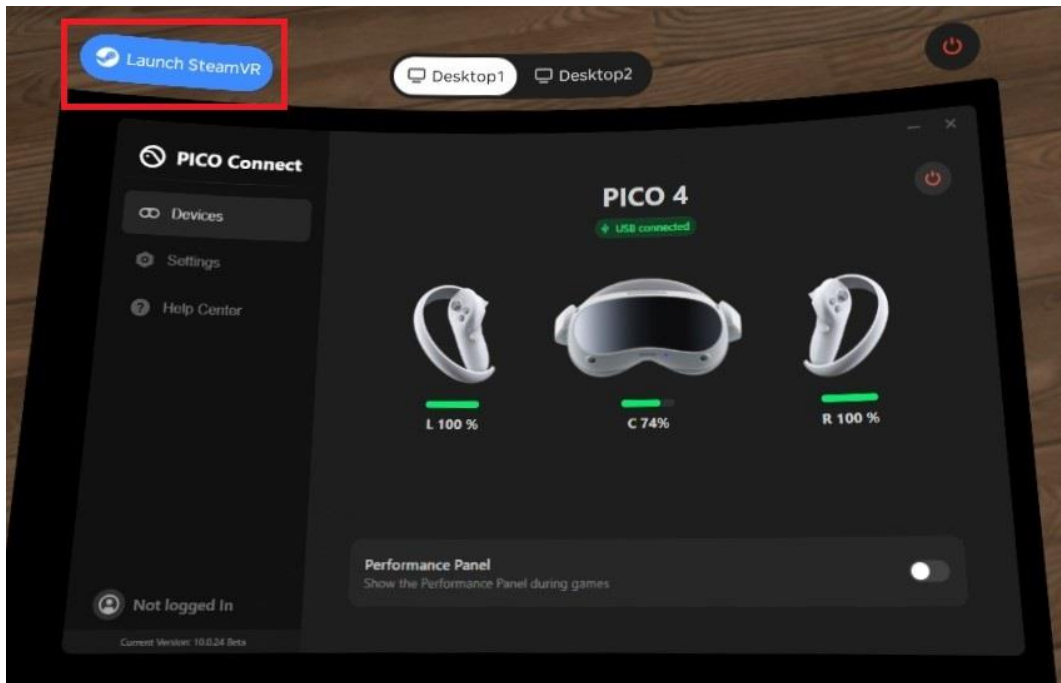 Launch SteamVR
Desktop1
Desktop2
PICO Connect
Devices
Settings
Help Center
Not logged In
Current Version: 10.0.24 Beta
PICO 4
USB connected
L 100 %
C 74%
R 100 %
Performance Panel
Show the Performance Panel during games